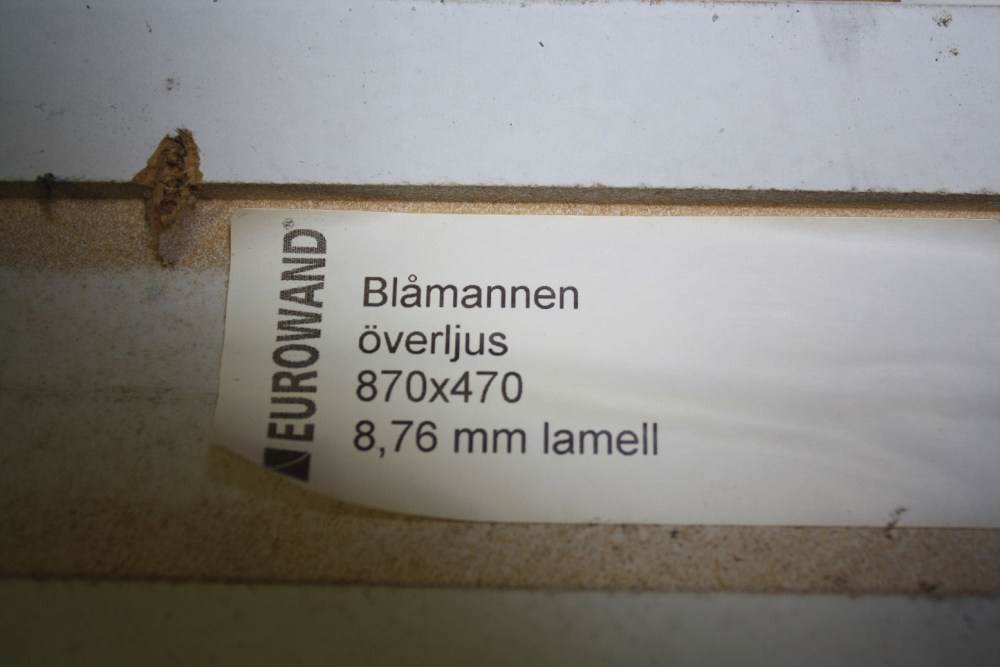 EUROWAND®
Blåmannen
överljus
870x470
8,76 mm lamell